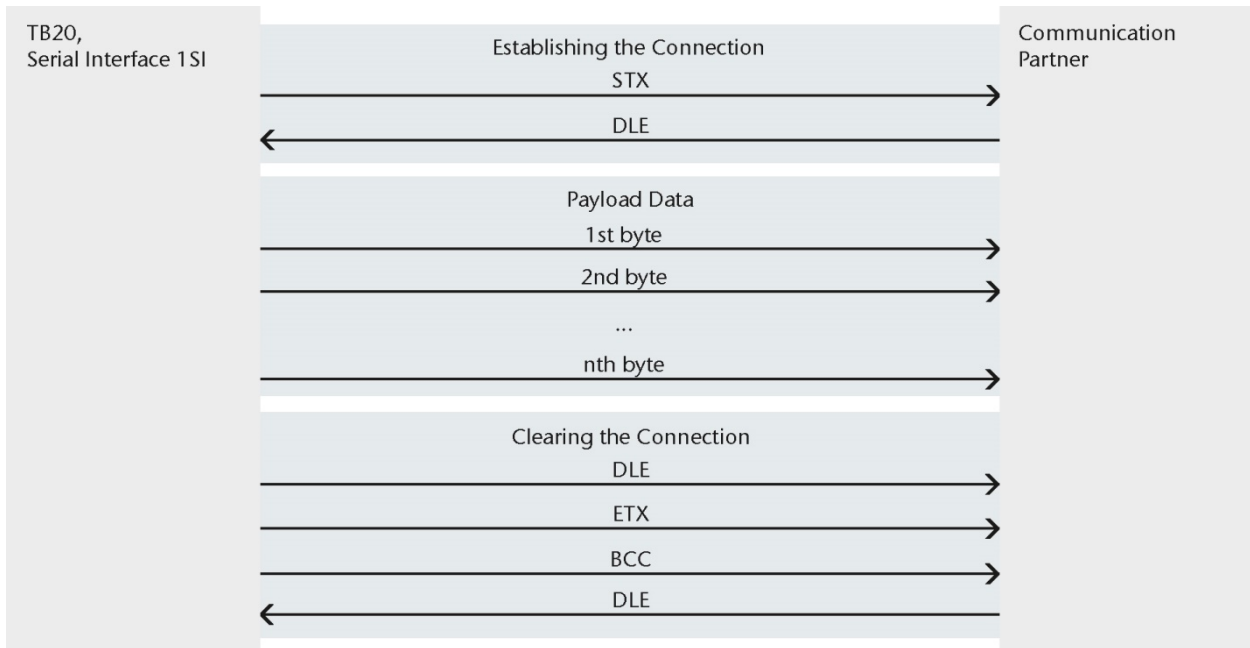 TB20,
Serial Interface 1SI
Communication
Partner
Establishing the Connection
STX
DLE
Payload Data
1st byte
2nd byte
...
nth byte
Clearing the Connection
DLE
ETX
BCC
DLE